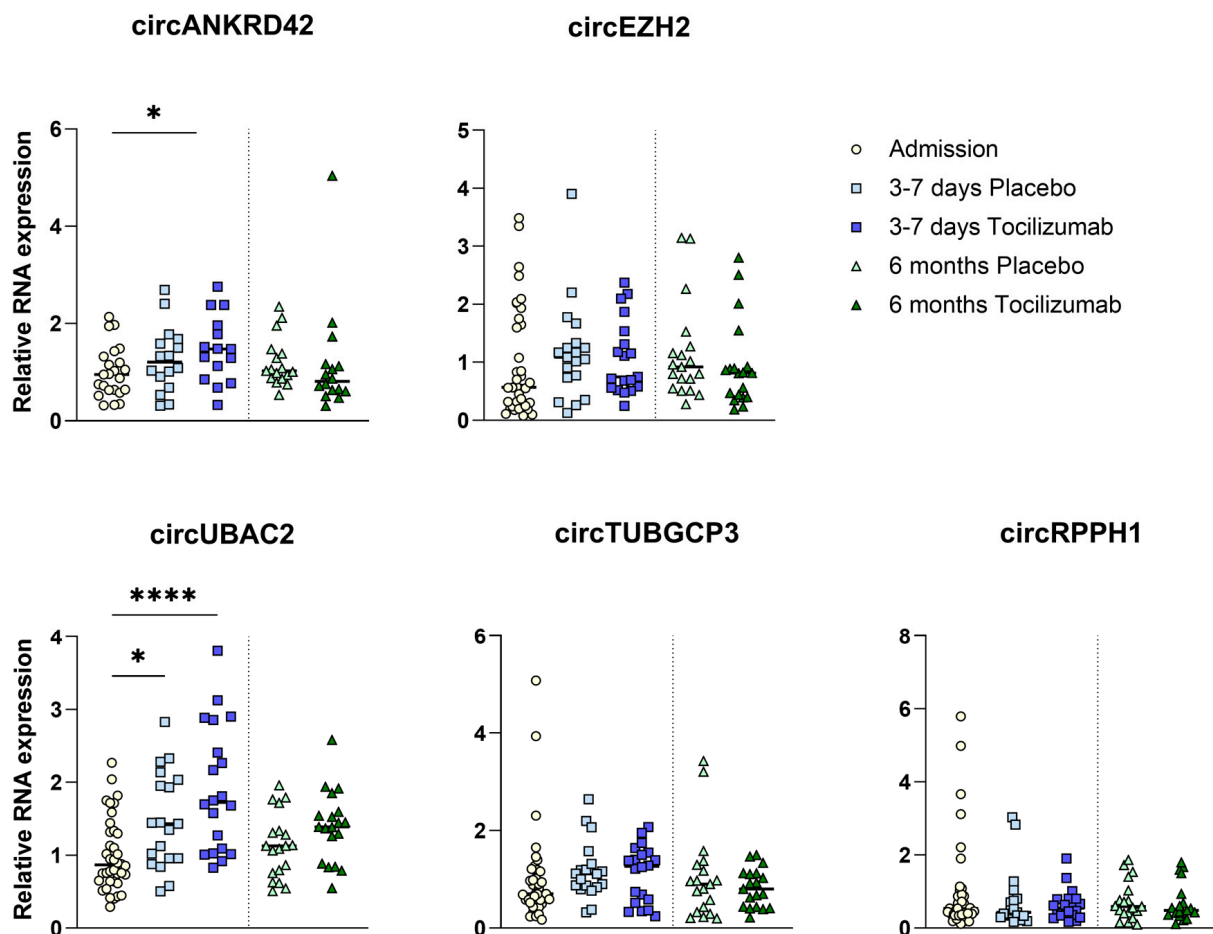 circANKRD42
circEZH2
*
Relative RNA expression
6
4
2
0
5
4
3
2
1
0
Admission
3-7 days Placebo
3-7 days Tocilizumab
6 months Placebo
6 months Tocilizumab
circUBAC2
circTUBGCP3
circRPPH1
****
*
Relative RNA expression
4
3
2
1
0
6
4
2
0
8
6
4
2
0